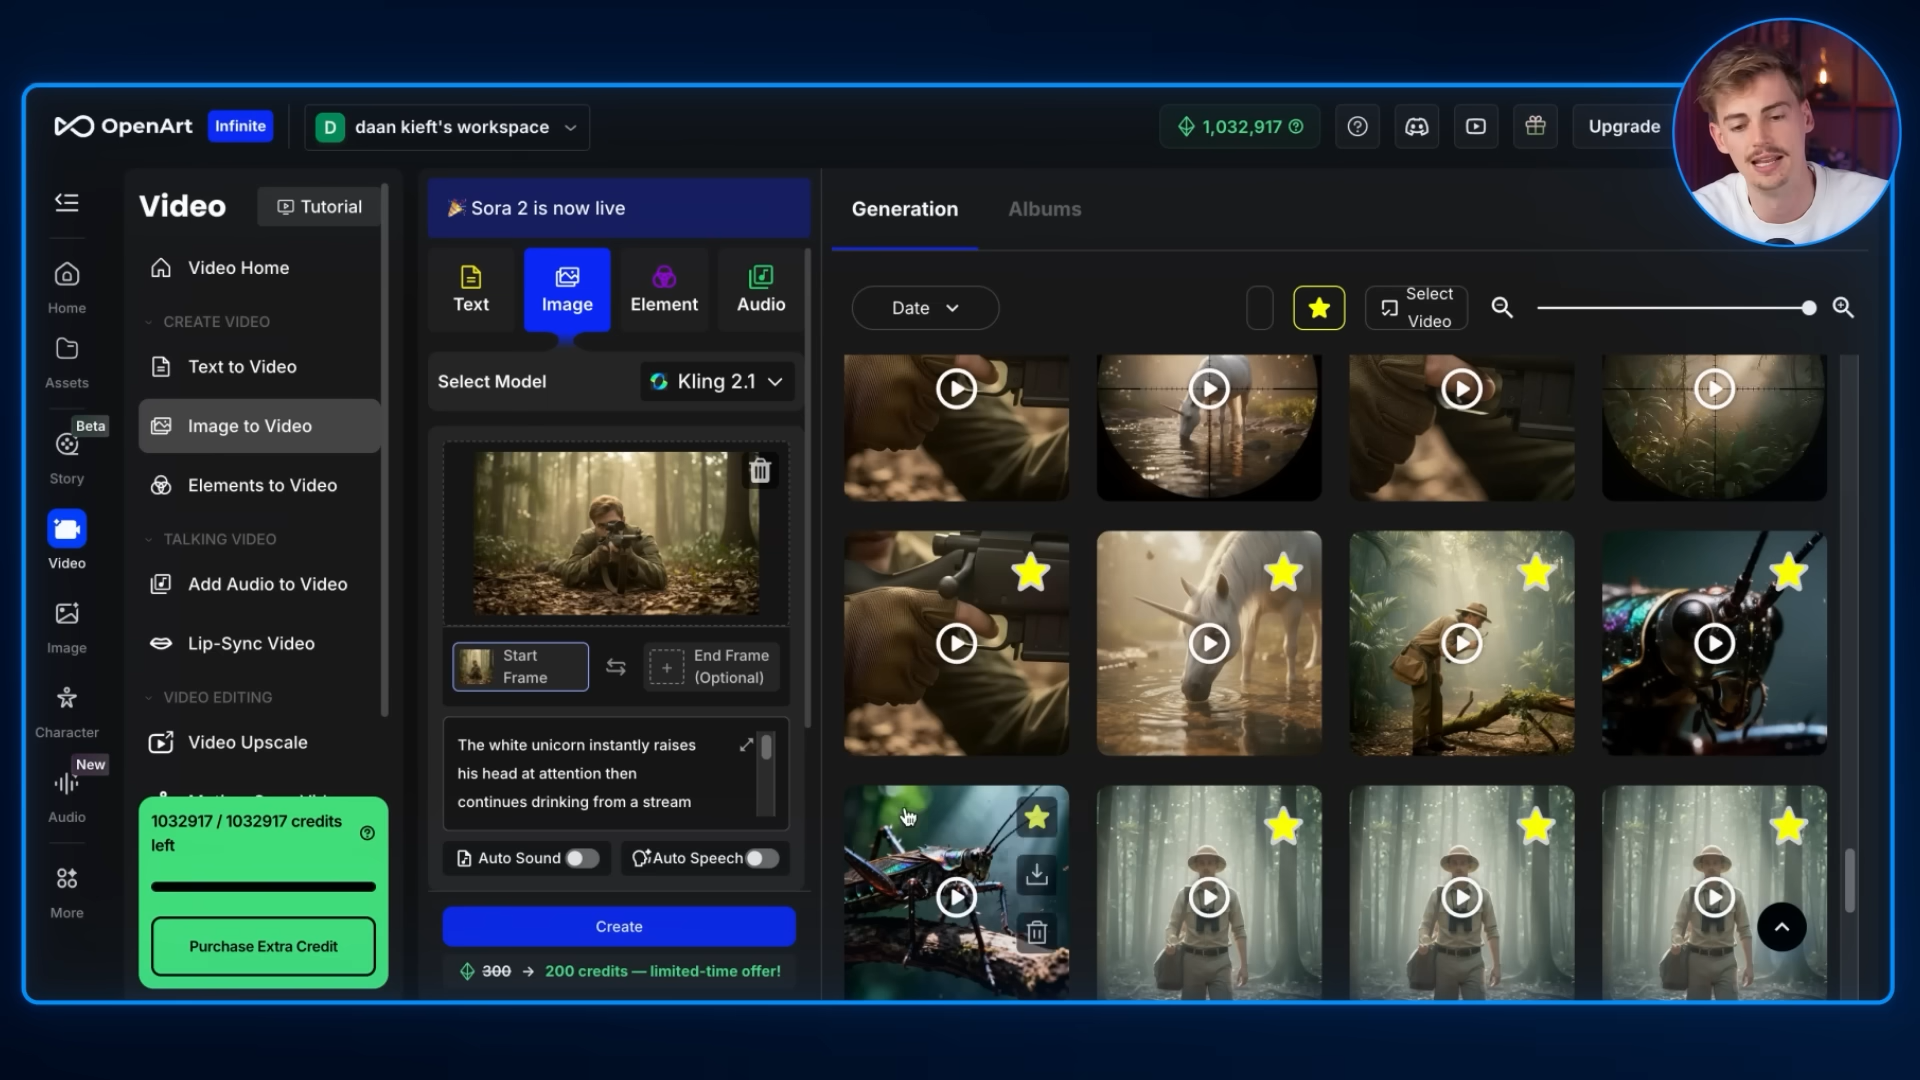 OpenArt
Infinite
D
daan kieft's workspace
1,032,917
Upgrade
Home
Assets
Beta
Story
Video
Image
Character
New
Audio
More
Video
Tutorial
Video Home
CREATE VIDEO
Text to Video
Image to Video
Elements to Video
TALKING VIDEO
Add Audio to Video
Lip-Sync Video
VIDEO EDITING
Video Upscale
1032917 / 1032917 credits
left
Purchase Extra Credit
Sora 2 is now live
Text
Image
Element
Audio
Select Model
Kling 2.1
Start
Frame
End Frame
(Optional)
The white unicorn instantly raises
his head at attention then
continues drinking from a stream
Auto Sound
Auto Speech
Create
300 → 200 credits — limited-time offer!
Generation
Albums
Date
Select
Video